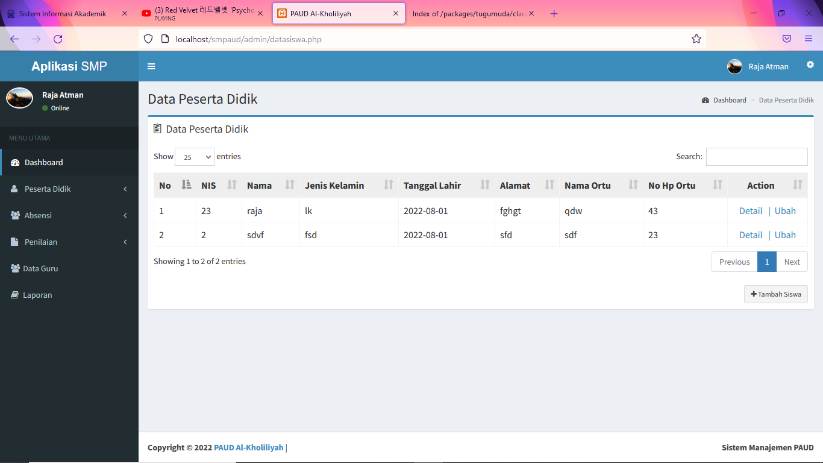 Sistem Informasi Akademik
(3) Red Velvet 레드벨벳 'Psycho
PLAYING
PAUD Al-Kholiliyah
Index of /packages/tugumuda/cla
localhost/smpaud/admin/datasiswa.php
Aplikasi SMP
Raja Atman
Raja Atman
Online
Data Peserta Didik
Dashboard
Data Peserta Didik
MENU UTAMA
Dashboard
Peserta Didik
Absensi
Penilaian
Data Guru
Laporan
Data Peserta Didik
Show 25 entries
Search:
No NIS Nama Jenis Kelamin Tanggal Lahir Alamat Nama Ortu No Hp Ortu Action
1 23 raja lk 2022-08-01 fghgt qdw 43 Detail | Ubah
2 2 sdvf fsd 2022-08-01 sfd sdf 23 Detail | Ubah
Showing 1 to 2 of 2 entries
Previous 1 Next
+Tambah Siswa
Copyright © 2022 PAUD Al-Kholiliyah |
Sistem Manajemen PAUD